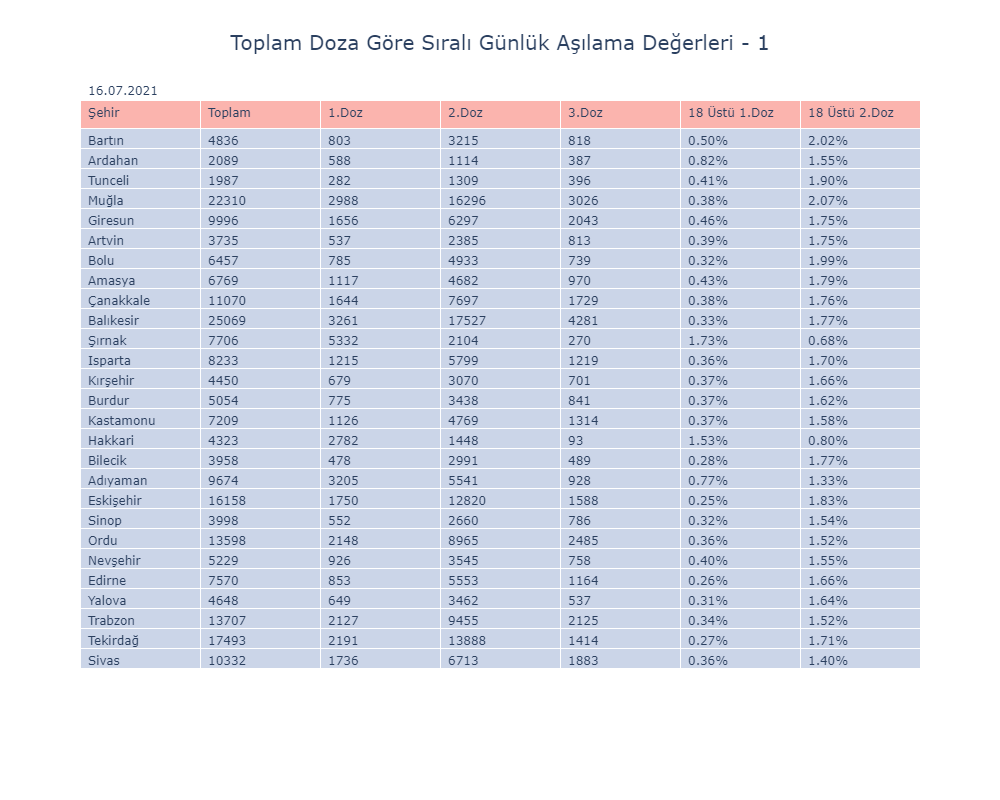 Toplam Doza Göre Sıralı Günlük Aşılama Değerleri - 1
16.07.2021
Şehir Toplam 1.Doz 2.Doz 3.Doz 18 Üstü 1.Doz 18 Üstü 2.Doz
Bartın 4836 803 3215 818 0.50% 2.02%
Ardahan 2089 588 1114 387 0.82% 1.55%
Tunceli 1987 282 1309 396 0.41% 1.90%
Muğla 22310 2988 16296 3026 0.38% 2.07%
Giresun 9996 1656 6297 2043 0.46% 1.75%
Artvin 3735 537 2385 813 0.39% 1.75%
Bolu 6457 785 4933 739 0.32% 1.99%
Amasya 6769 1117 4682 970 0.43% 1.79%
Çanakkale 11070 1644 7697 1729 0.38% 1.76%
Balıkesir 25069 3261 17527 4281 0.33% 1.77%
Şırnak 7706 5332 2104 270 1.73% 0.68%
Isparta 8233 1215 5799 1219 0.36% 1.70%
Kırşehir 4450 679 3070 701 0.37% 1.66%
Burdur 5054 775 3438 841 0.37% 1.62%
Kastamonu 7209 1126 4769 1314 0.37% 1.58%
Hakkari 4323 2782 1448 93 1.53% 0.80%
Bilecik 3958 478 2991 489 0.28% 1.77%
Adıyaman 9674 3205 5541 928 0.77% 1.33%
Eskişehir 16158 1750 12820 1588 0.25% 1.83%
Sinop 3998 552 2660 786 0.32% 1.54%
Ordu 13598 2148 8965 2485 0.36% 1.52%
Nevşehir 5229 926 3545 758 0.40% 1.55%
Edirne 7570 853 5553 1164 0.26% 1.66%
Yalova 4648 649 3462 537 0.31% 1.64%
Trabzon 13707 2127 9455 2125 0.34% 1.52%
Tekirdağ 17493 2191 13888 1414 0.27% 1.71%
Sivas 10332 1736 6713 1883 0.36% 1.40%